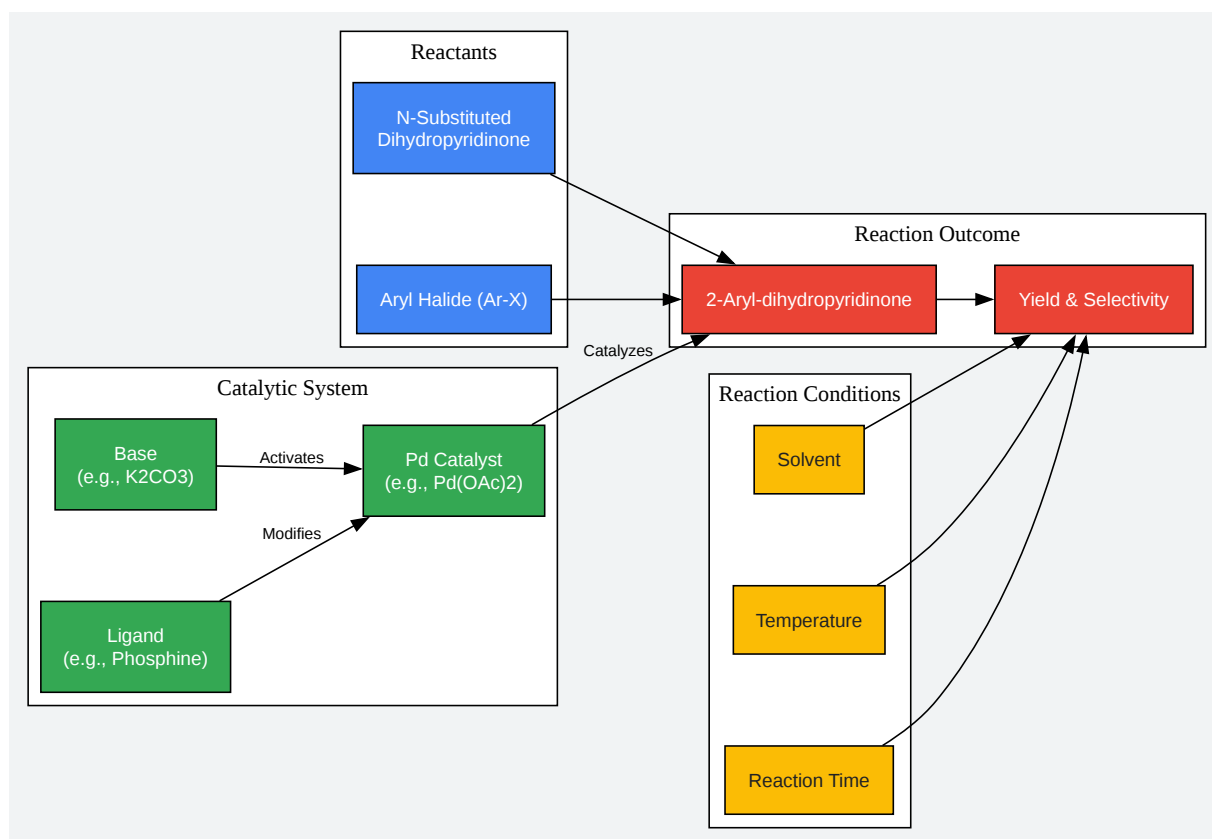 Reactants
N-Substituted
Dihydropyridinone
Aryl Halide (Ar-X)
Reaction Outcome
2-Aryl-dihydropyridinone
Yield & Selectivity
Catalyzes
Catalytic System
Base
(e.g., K2CO3)
Activates
Pd Catalyst
(e.g., Pd(OAc)2)
Modifies
Ligand
(e.g., Phosphine)
Reaction Conditions
Solvent
Temperature
Reaction Time